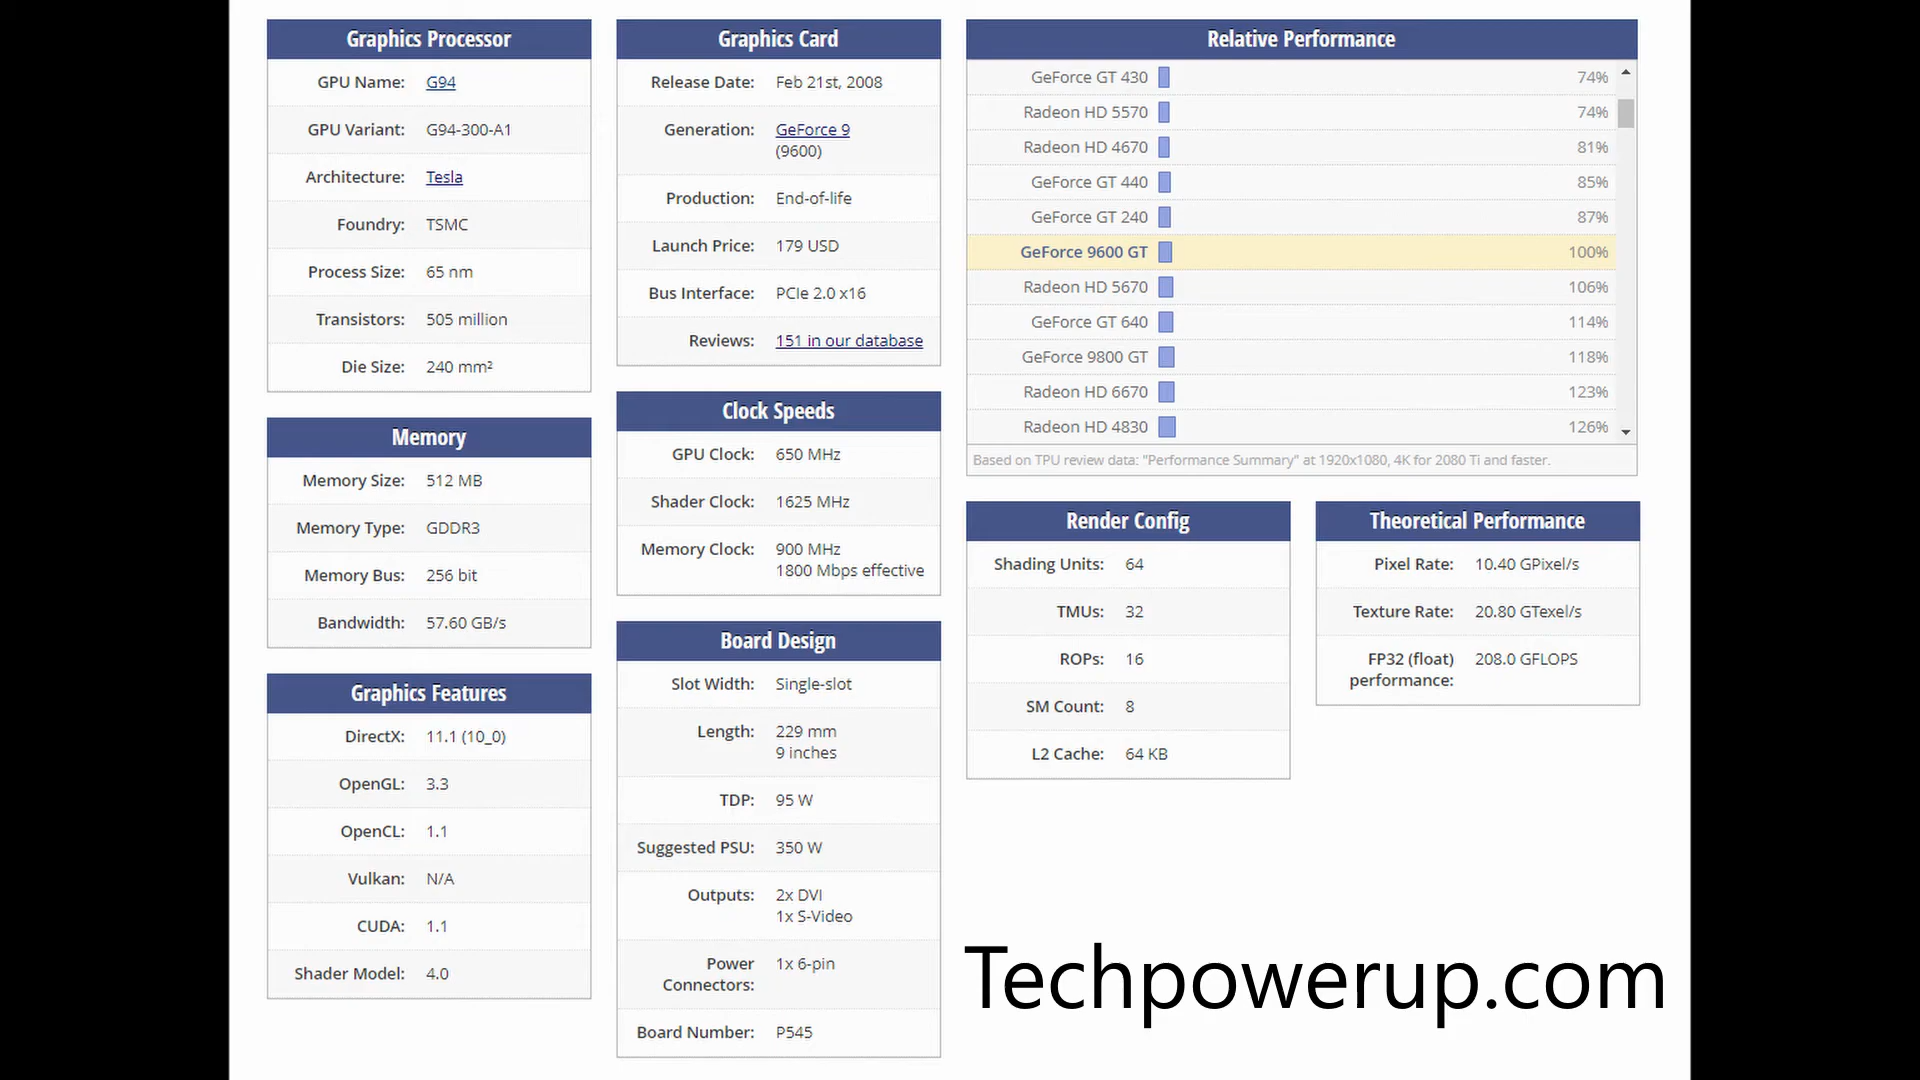 Graphics Processor
GPU Name: G94
GPU Variant: G94-300-A1
Architecture: Tesla
Foundry: TSMC
Process Size: 65 nm
Transistors: 505 million
Die Size: 240 mm²
Memory
Memory Size: 512 MB
Memory Type: GDDR3
Memory Bus: 256 bit
Bandwidth: 57.60 GB/s
Graphics Features
DirectX: 11.1 (10_0)
OpenGL: 3.3
OpenCL: 1.1
Vulkan: N/A
CUDA: 1.1
Shader Model: 4.0
Graphics Card
Release Date: Feb 21st, 2008
Generation: GeForce 9
(9600)
Production: End-of-life
Launch Price: 179 USD
Bus Interface: PCIe 2.0 x16
Reviews: 151 in our database
Clock Speeds
GPU Clock: 650 MHz
Shader Clock: 1625 MHz
Memory Clock: 900 MHz
1800 Mbps effective
Board Design
Slot Width: Single-slot
Length: 229 mm
9 inches
TDP: 95 W
Suggested PSU: 350 W
Outputs: 2x DVI
1x S-Video
Power 1x 6-pin
Connectors:
Board Number: P545
Relative Performance
GeForce GT 430 74%
Radeon HD 5570 74%
Radeon HD 4670 81%
GeForce GT 440 85%
GeForce GT 240 87%
GeForce 9600 GT 100%
Radeon HD 5670 106%
GeForce GT 640 114%
GeForce 9800 GT 118%
Radeon HD 6670 123%
Radeon HD 4830 126%
Based on TPU review data: "Performance Summary" at 1920x1080, 4K for 2080 Ti and faster.
Render Config
Shading Units: 64
TMUs: 32
ROPs: 16
SM Count: 8
L2 Cache: 64 KB
Theoretical Performance
Pixel Rate: 10.40 GPixel/s
Texture Rate: 20.80 GTexel/s
FP32 (float) 208.0 GFLOPS
performance:
Techpowerup.com